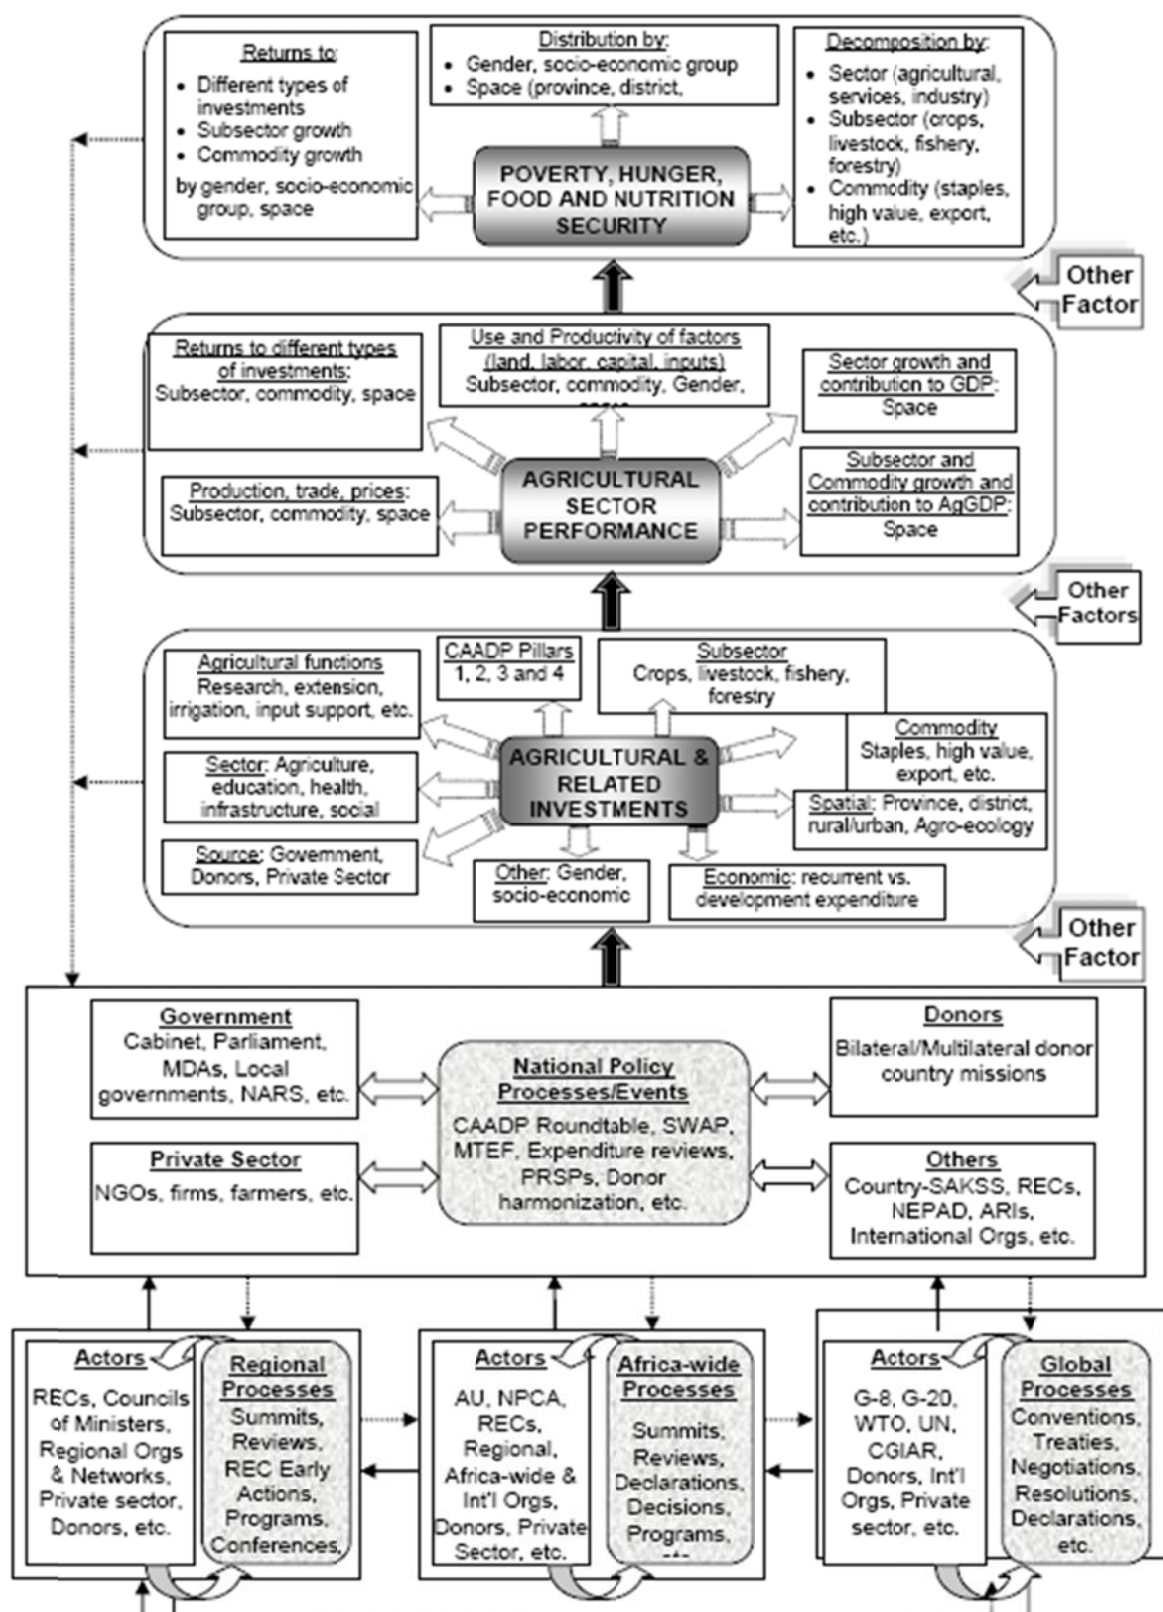 Returns to:
• Different types of
investments
• Subsector growth
• Commodity growth
by gender, socio-economic
group, space
Distribution by:
• Gender, socio-economic group
• Space (province, district,
Decomposition by:
• Sector (agricultural,
services, industry)
• Subsector (crops,
livestock, fishery,
forestry)
• Commodity (staples,
high value, export,
etc.)
POVERTY, HUNGER,
FOOD AND NUTRITION
SECURITY
Other
Factor
Returns to different types
of investments:
Subsector, commodity, space
Use and Productivity of factors
(land, labor, capital, inputs)
Subsector, commodity, Gender,
Sector growth and
contribution to GDP:
Space
Production, trade, prices:
Subsector, commodity, space
AGRICULTURAL
SECTOR
PERFORMANCE
Subsector and
Commodity growth and
contribution to AgGDP:
Space
Other
Factors
Agricultural functions
Research, extension,
irrigation, input support, etc.
CAADP Pillars
1, 2, 3 and 4
Subsector
Crops, livestock, fishery,
forestry
Commodity
Staples, high value,
export, etc.
Sector: Agriculture,
education, health,
infrastructure, social
AGRICULTURAL &
RELATED
INVESTMENTS
Spatial: Province, district,
rural/urban, Agro-ecology
Source: Government,
Donors, Private Sector
Other: Gender,
socio-economic
Economic: recurrent vs.
development expenditure
Other
Factor
Government
Cabinet, Parliament,
MDAs, Local
governments, NARS, etc.
Private Sector
NGOs, firms, farmers, etc.
National Policy
Processes/Events
CAADP Roundtable, SWAP,
MTEF, Expenditure reviews,
PRSPs, Donor
harmonization, etc.
Donors
Bilateral/Multilateral donor
country missions
Others
Country-SAKSS, RECs,
NEPAD, ARIs,
International Orgs, etc.
Actors
RECs, Councils
of Ministers,
Regional Orgs
& Networks,
Private sector,
Donors, etc.
Regional
Processes
Summits,
Reviews,
REC Early
Actions,
Programs,
Conferences,
Actors
AU, NPCA,
RECs,
Regional,
Africa-wide &
Int'l Orgs,
Donors, Private
Sector, etc.
Africa-wide
Processes
Summits,
Reviews,
Declarations,
Decisions,
Programs,
Actors
G-8, G-20,
WTO, UN,
CGIAR,
Donors, Int'l
Orgs, Private
sector, etc.
Global
Processes
Conventions,
Treaties,
Negotiations,
Resolutions,
Declarations,
etc.